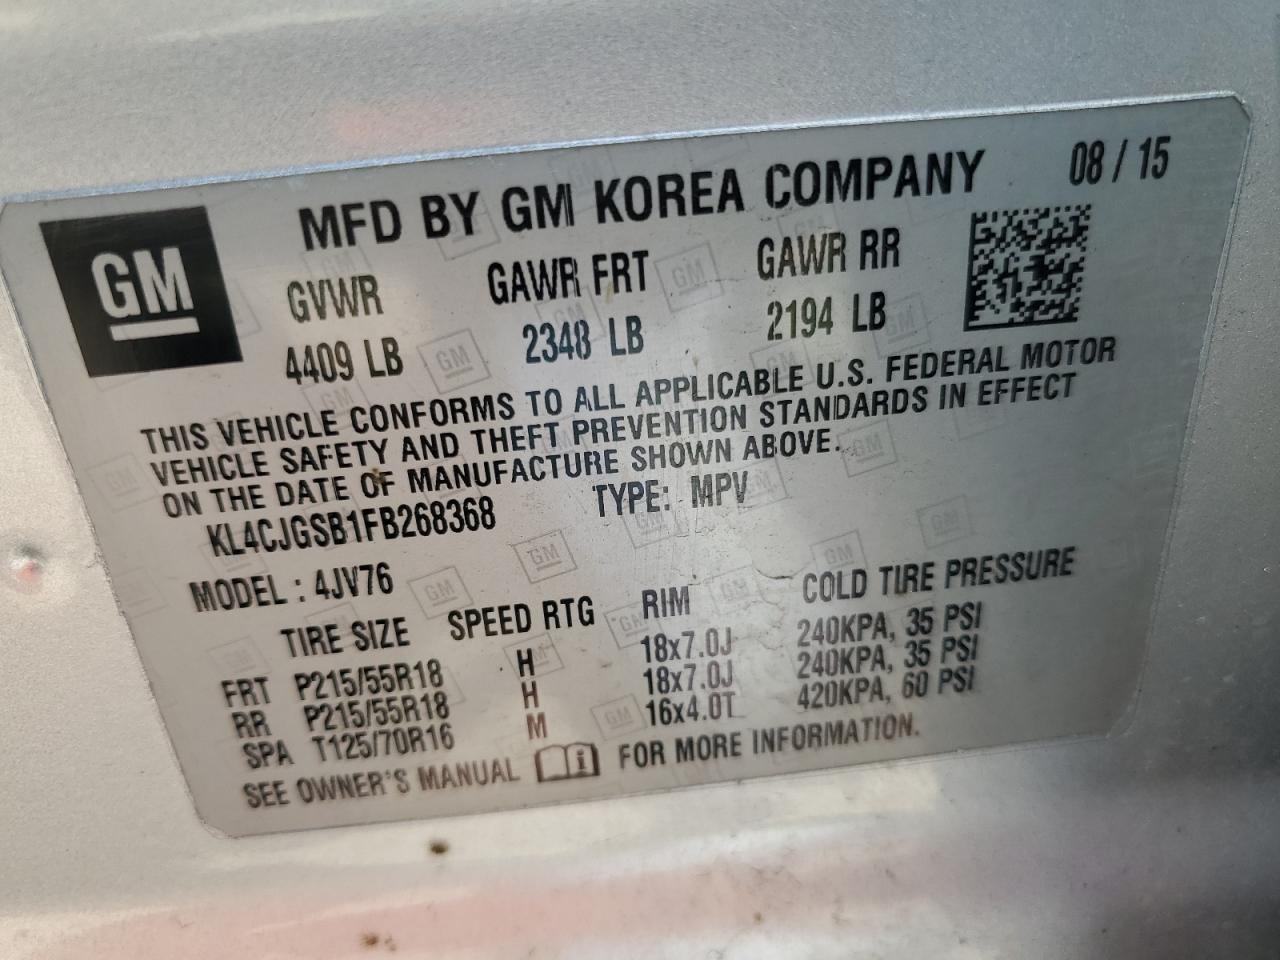 GM
MFD BY GM KOREA COMPANY 08 / 15
GVWR GAWR FRT GAWR RR
4409 LB 2348 LB 2194 LB
THIS VEHICLE CONFORMS TO ALL APPLICABLE U.S. FEDERAL MOTOR
VEHICLE SAFETY AND THEFT PREVENTION STANDARDS IN EFFECT
ON THE DATE OF MANUFACTURE SHOWN ABOVE.
KL4CJGSB1FB268368 TYPE: MPV
MODEL : 4JV76
TIRE SIZE SPEED RTG RIM COLD TIRE PRESSURE
FRT P215/55R18 H 18x7.0J 240KPA, 35 PSI
RR P215/55R18 H 18x7.0J 240KPA, 35 PSI
SPA T125/70R16 M 16x4.0T 420KPA, 60 PSI
SEE OWNER'S MANUAL FOR MORE INFORMATION.